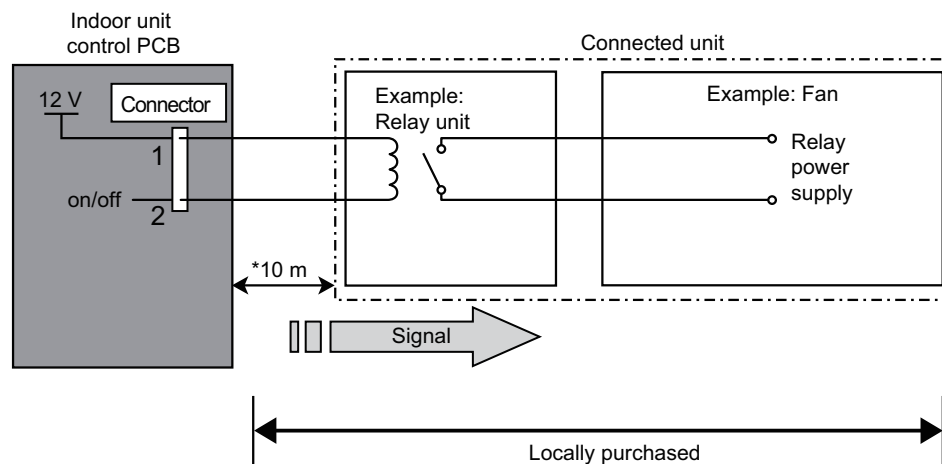 Indoor unit
control PCB
Connected unit
12 V
Connector
1
on/off
2
Example:
Relay unit
Example: Fan
Relay
power
supply
*10 m
Signal
Locally purchased